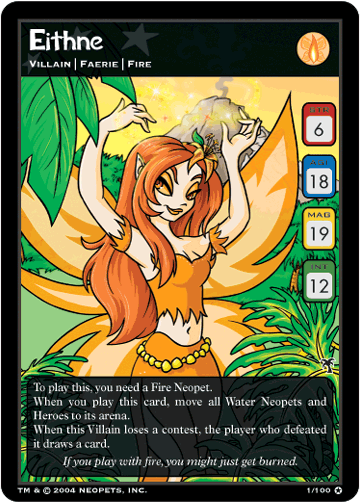 Eithne
Villain | Faerie | Fire
STR
6
AGI
18
MAG
19
INT
12
To play this, you need a Fire Neopet.
When you play this card, move all Water Neopets and
Heroes to its arena.
When this Villain loses a contest, the player who defeated
it draws a card.
If you play with fire, you might just get burned.
TM & © 2004 NEOPETS, INC.
1/100